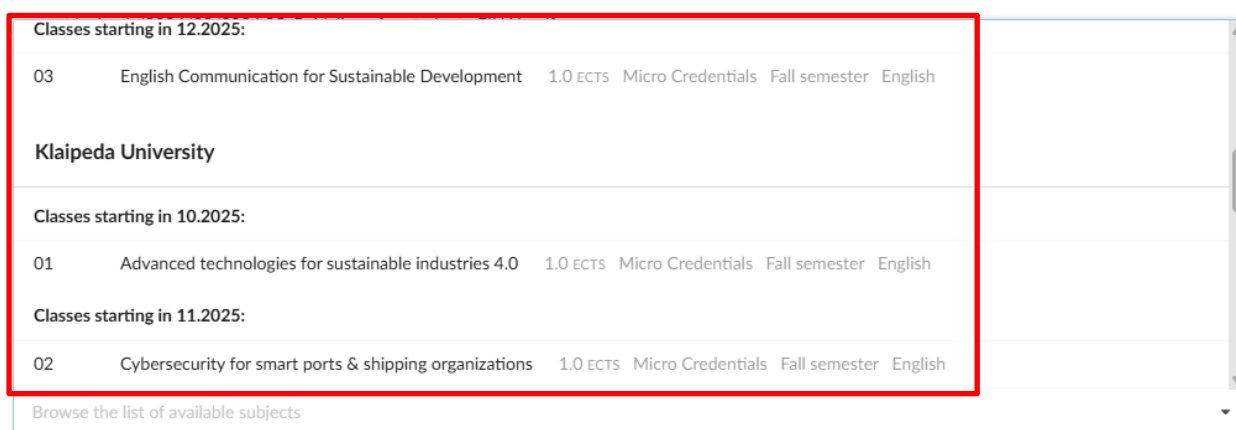 Classes starting in 12.2025:
03 English Communication for Sustainable Development 1.0 ECTS Micro Credentials Fall semester English
Klaipeda University
Classes starting in 10.2025:
01 Advanced technologies for sustainable industries 4.0 1.0 ECTS Micro Credentials Fall semester English
Classes starting in 11.2025:
02 Cybersecurity for smart ports & shipping organizations 1.0 ECTS Micro Credentials Fall semester English
Browse the list of available subjects